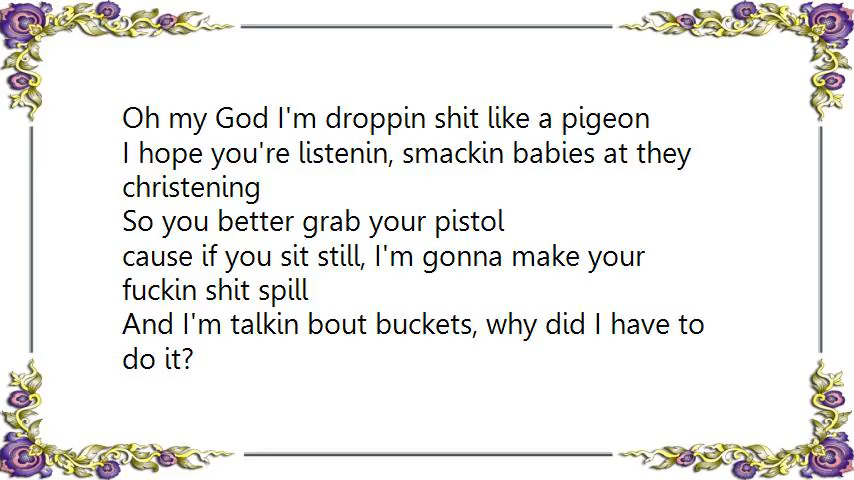 Oh my God I'm droppin shit like a pigeon
I hope you're listenin, smackin babies at they
christening
So you better grab your pistol
cause if you sit still, I'm gonna make your
fuckin shit spill
And I'm talkin bout buckets, why did I have to
do it?